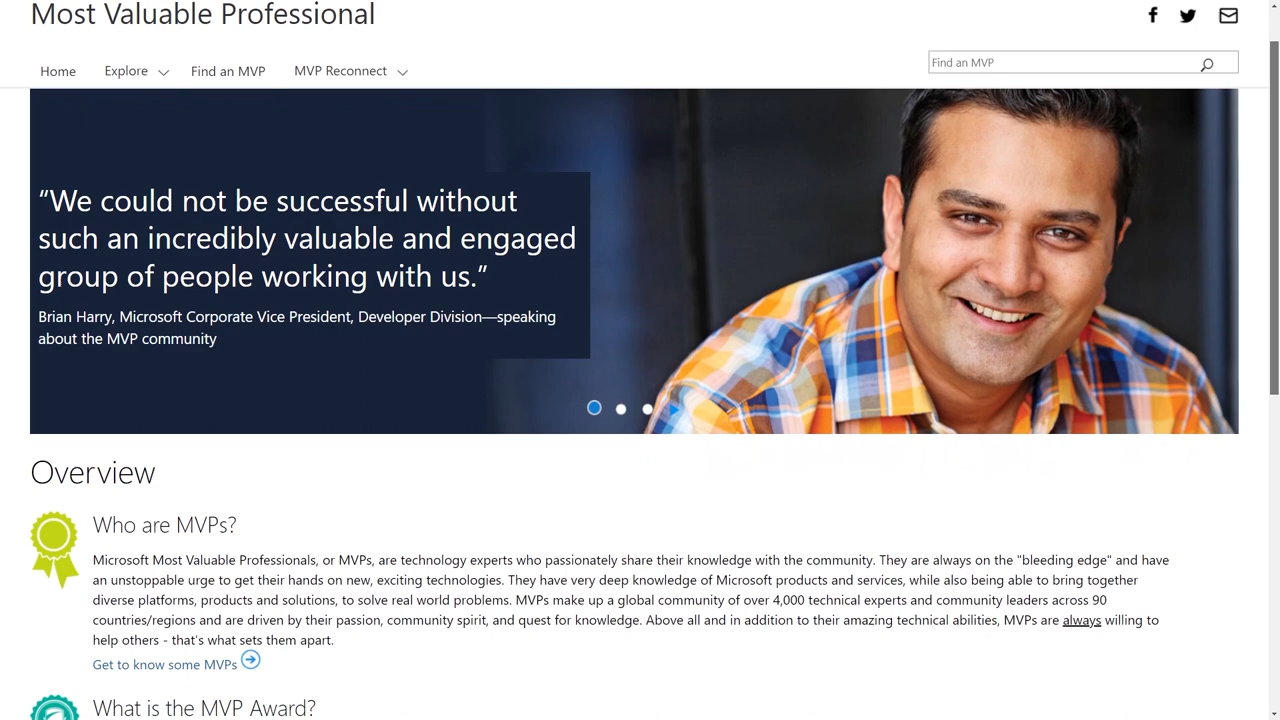 Most Valuable Professional
Home Explore Find an MVP MVP Reconnect
Find an MVP
“We could not be successful without
such an incredibly valuable and engaged
group of people working with us.”
Brian Harry, Microsoft Corporate Vice President, Developer Division—speaking
about the MVP community
Overview
Who are MVPs?
Microsoft Most Valuable Professionals, or MVPs, are technology experts who passionately share their knowledge with the community. They are always on the "bleeding edge" and have
an unstoppable urge to get their hands on new, exciting technologies. They have very deep knowledge of Microsoft products and services, while also being able to bring together
diverse platforms, products and solutions, to solve real world problems. MVPs make up a global community of over 4,000 technical experts and community leaders across 90
countries/regions and are driven by their passion, community spirit, and quest for knowledge. Above all and in addition to their amazing technical abilities, MVPs are always willing to
help others - that's what sets them apart.
Get to know some MVPs
What is the MVP Award?